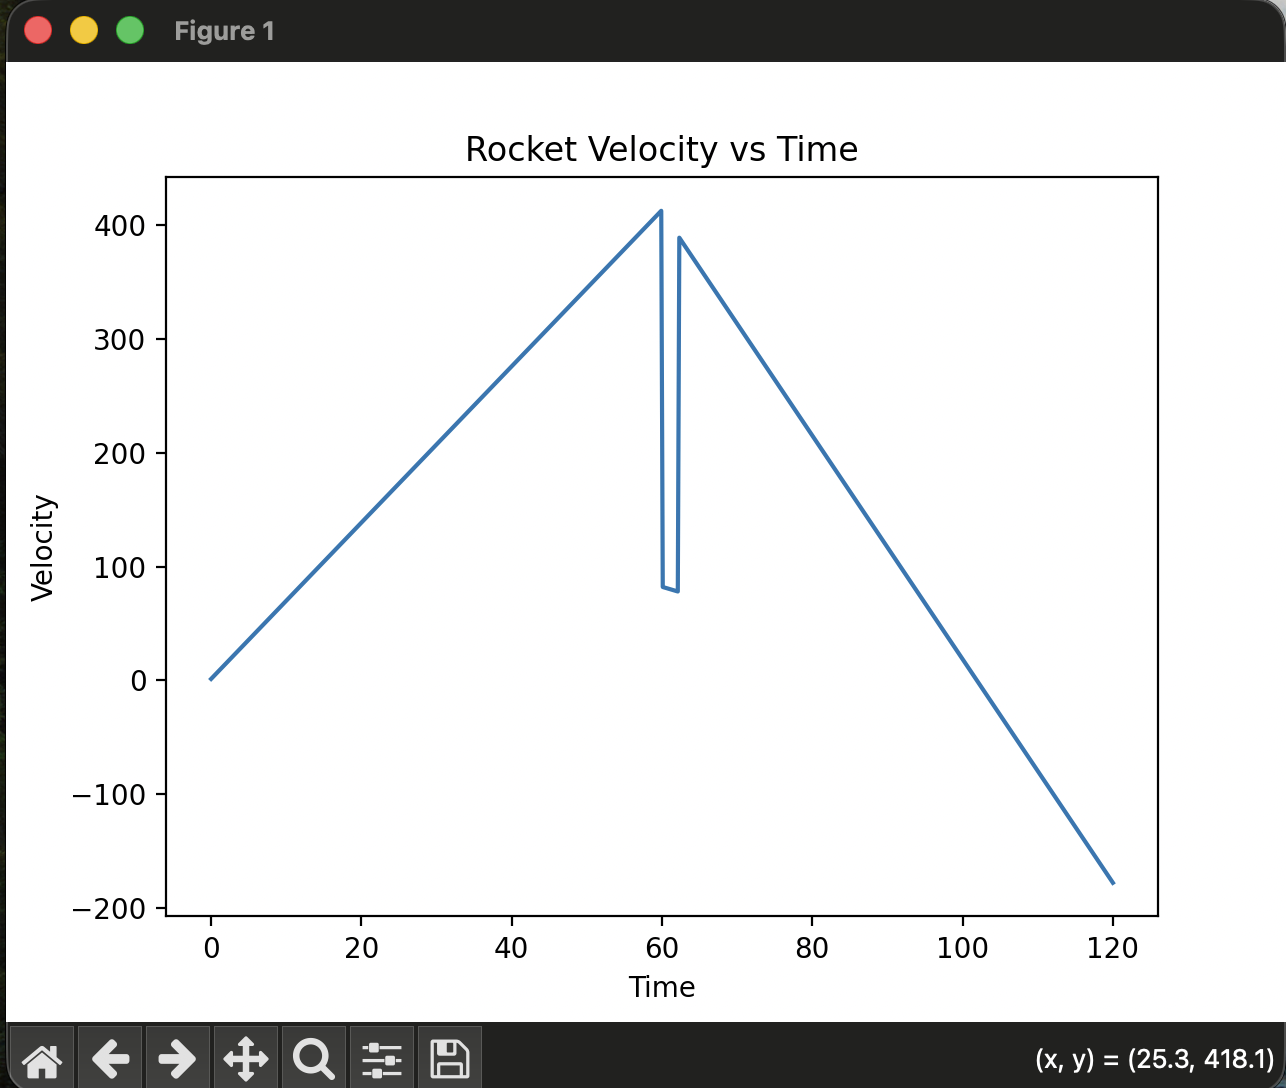 Figure 1
Rocket Velocity vs Time
400
300
200
100
0
−100
−200
Velocity
0 20 40 60 80 100 120
Time
(x, y) = (25.3, 418.1)